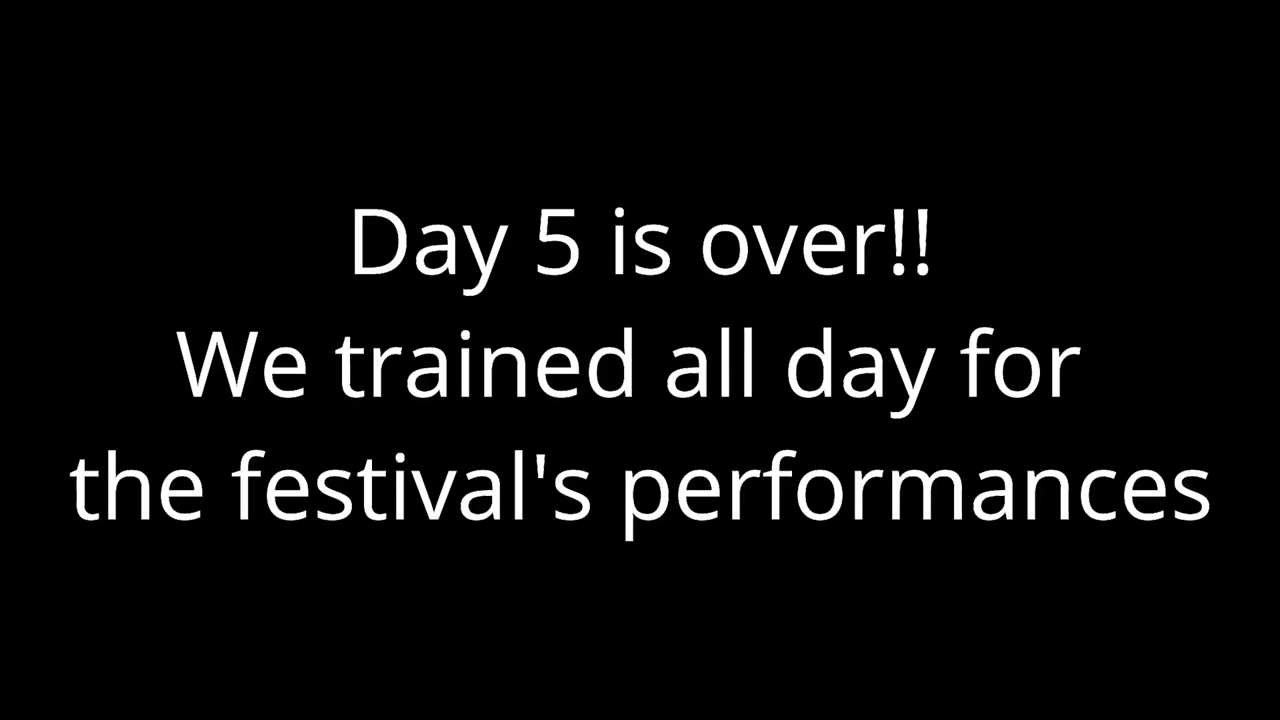 Day 5 is over!!
We trained all day for
the festival's performances